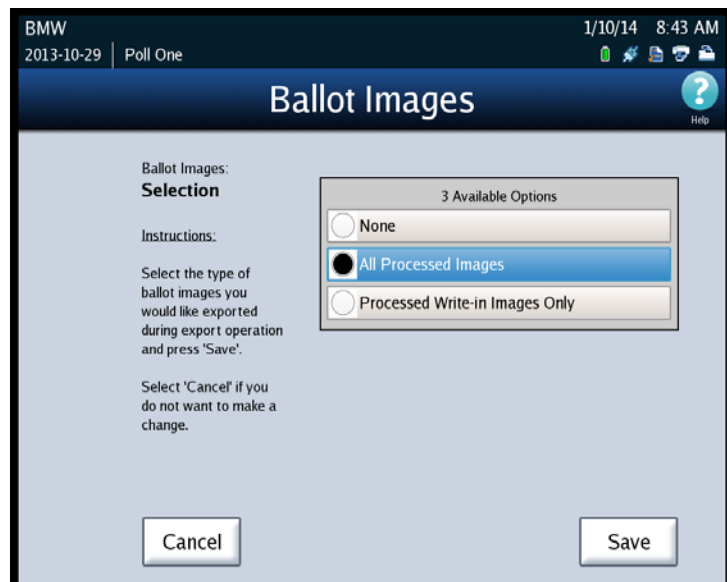 BMW
1/10/14 8:43 AM
2013-10-29 Poll One
Ballot Images
Help
Ballot Images:
Selection
Instructions:
Select the type of
ballot images you
would like exported
during export operation
and press 'Save'.
Select 'Cancel' if you
do not want to make a
change.
3 Available Options
None
All Processed Images
Processed Write-in Images Only
Cancel
Save